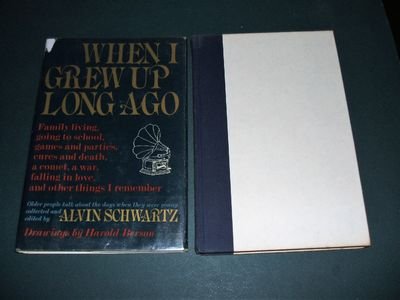 WHEN I
GREW UP
LONG AGO
Family living,
going to school,
games and parties,
cures and death,
a comet, a war,
falling in love,
and other things I remember
Older people talk about the days when they were young
collected and
edited by ALVIN SCHWARTZ
Drawings by Harold Berson